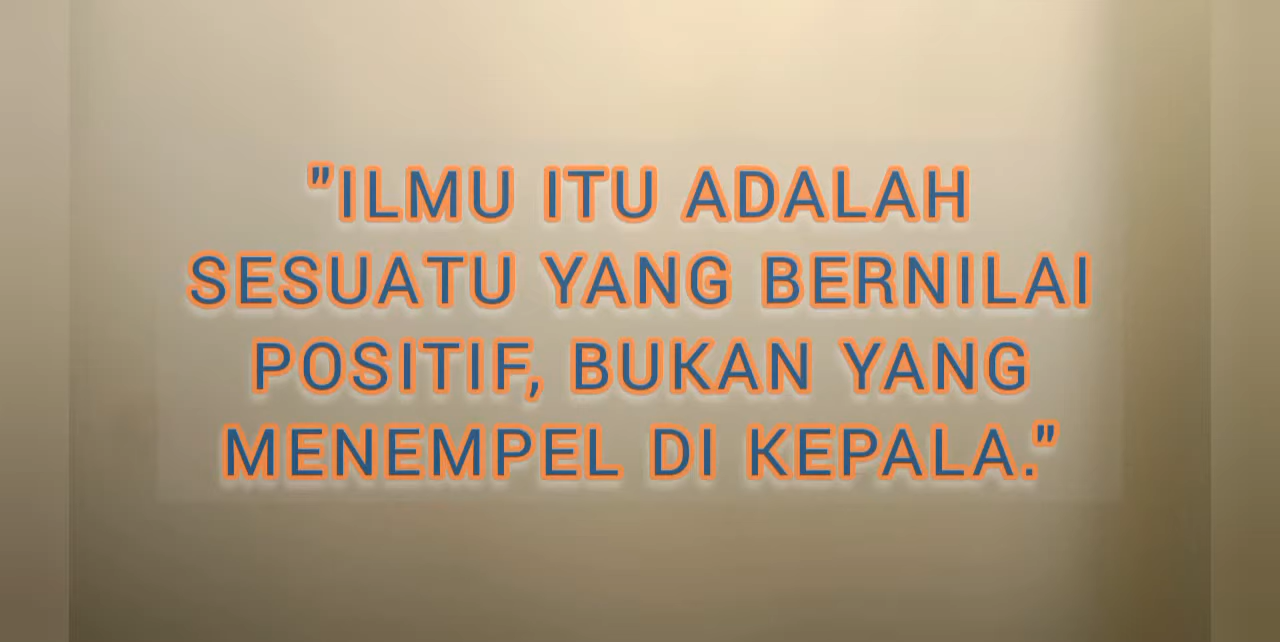 "ILMU ITU ADALAH
SESUATU YANG BERNILAI
POSITIF, BUKAN YANG
MENEMPEL DI KEPALA."